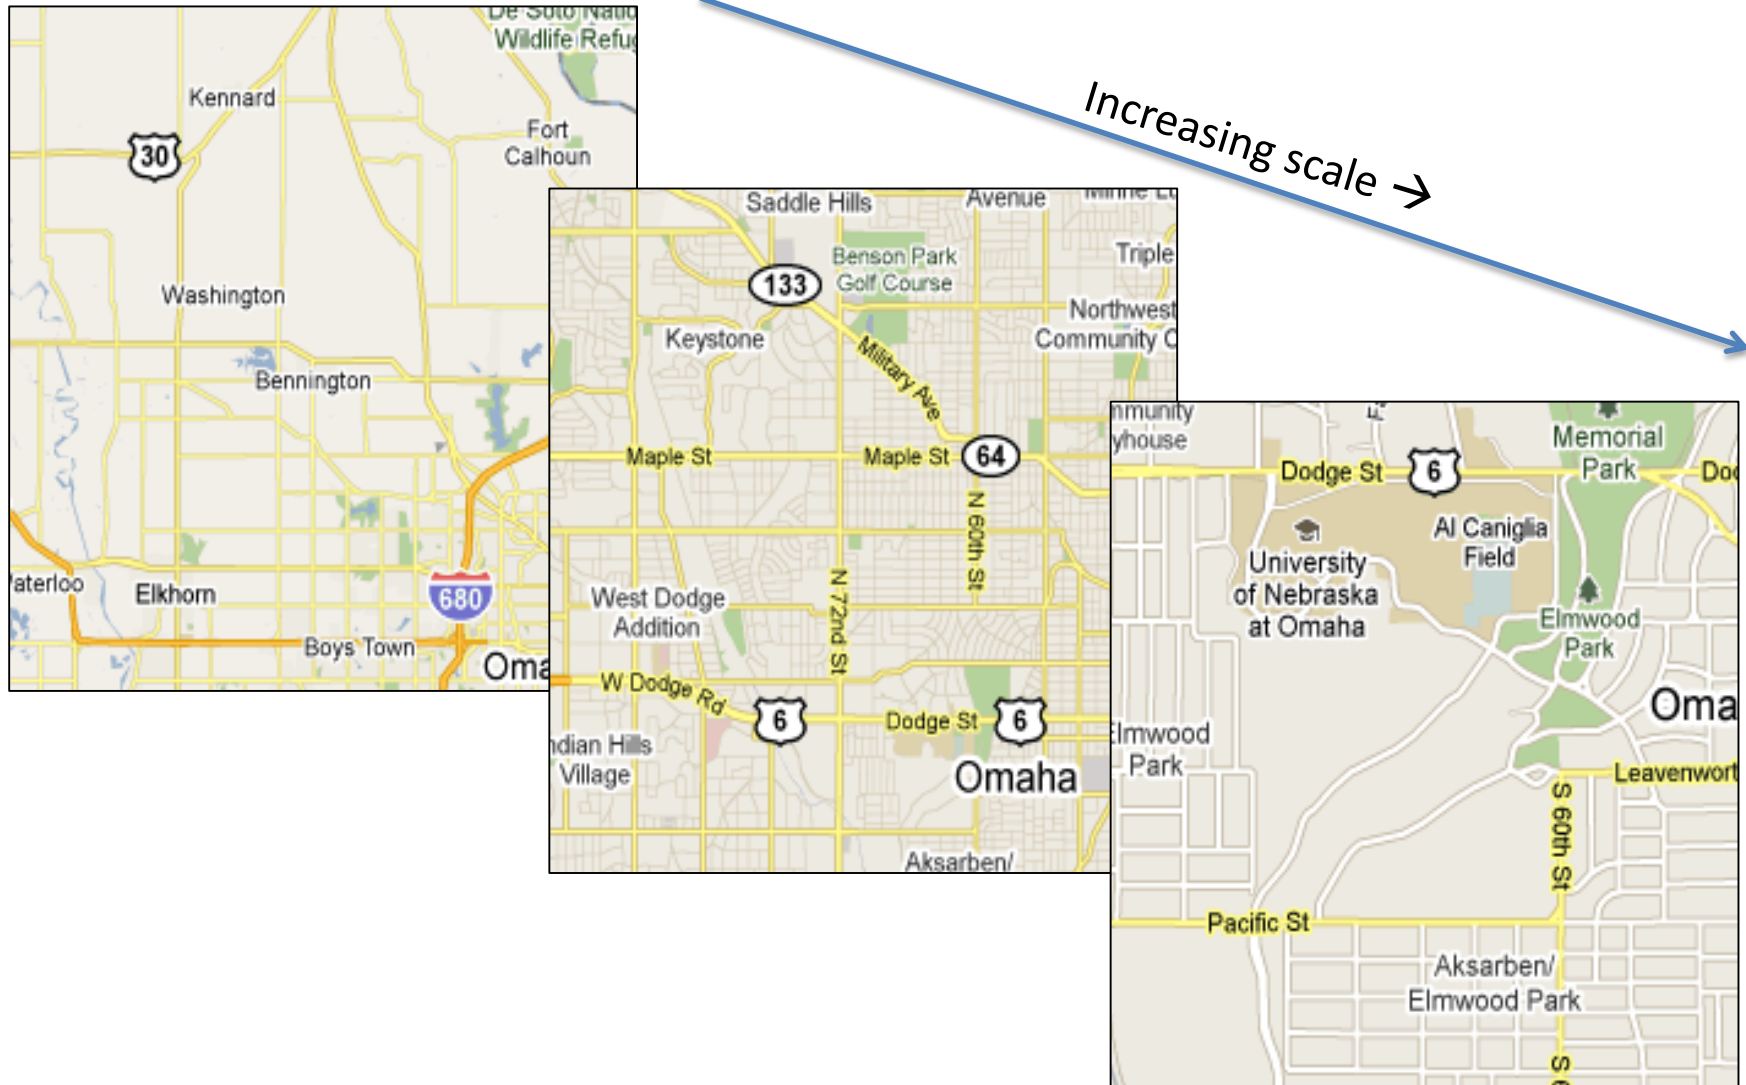 De Soto Natio
Wildlife Refug
Kennard
30
Fort
Calhoun
Washington
Bennington
aterloo
Elkhorn
680
Boys Town
Oma
Increasing scale →
Saddle Hills
Avenue
Benson Park
Golf Course
Triple
133
Northwest
Community C
Keystone
Military Ave
Maple St
Maple St
64
N 60th St
West Dodge
Addition
N 72nd St
W Dodge Rd
6
Dodge St
6
ndian Hills
Village
Omaha
Aksarben/
mmunity
yhouse
Memorial
Park
Dodge St
6
Dod
University
of Nebraska
at Omaha
Al Caniglia
Field
Elmwood
Park
Oma
Elmwood
Park
Leavenwort
S 60th St
Pacific St
Aksarben/
Elmwood Park
S 6